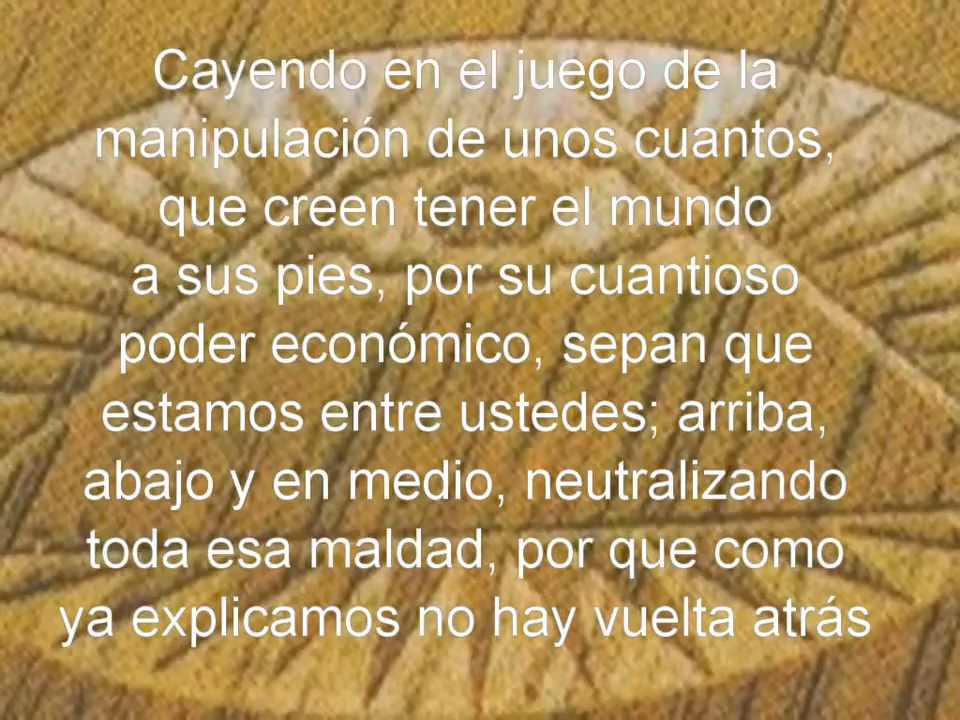 Cayendo en el juego de la
manipulación de unos cuantos,
que creen tener el mundo
a sus pies, por su cuantioso
poder económico, sepan que
estamos entre ustedes; arriba,
abajo y en medio, neutralizando
toda esa maldad, por que como
ya explicamos no hay vuelta atrás